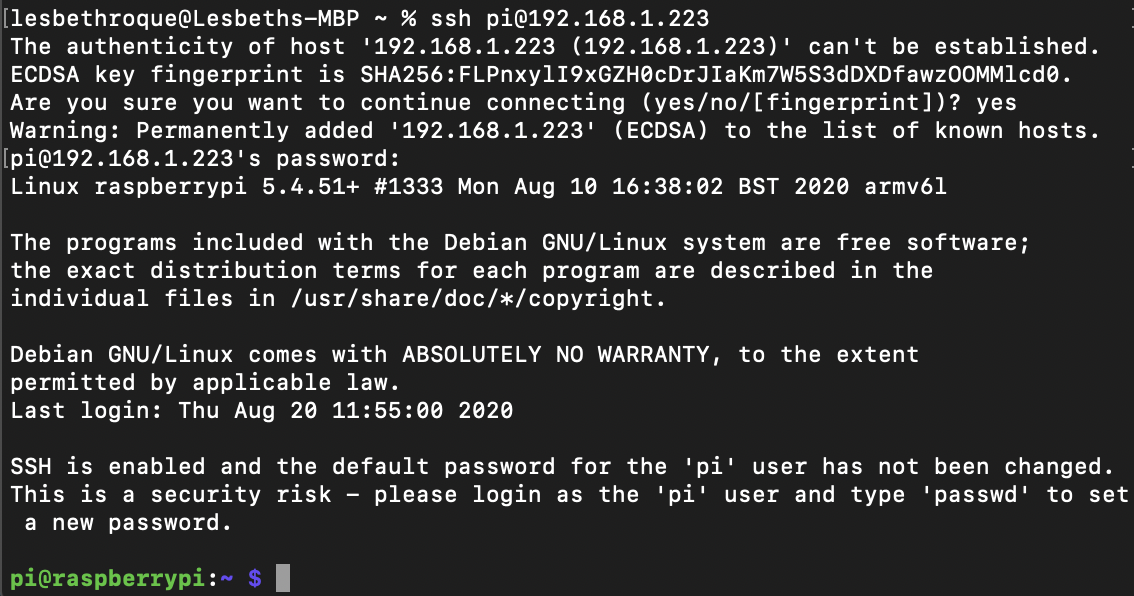 [lesbethroque@Lesbeths-MBP ~ % ssh pi@192.168.1.223
The authenticity of host '192.168.1.223 (192.168.1.223)' can't be established.
ECDSA key fingerprint is SHA256:FLPnxylI9xGZH0cDrJIaKm7W5S3dDXDfawzOOMMlcd0.
Are you sure you want to continue connecting (yes/no/[fingerprint])? yes
Warning: Permanently added '192.168.1.223' (ECDSA) to the list of known hosts.
[pi@192.168.1.223's password:
Linux raspberrypi 5.4.51+ #1333 Mon Aug 10 16:38:02 BST 2020 armv6l
The programs included with the Debian GNU/Linux system are free software;
the exact distribution terms for each program are described in the
individual files in /usr/share/doc/*/copyright.
Debian GNU/Linux comes with ABSOLUTELY NO WARRANTY, to the extent
permitted by applicable law.
Last login: Thu Aug 20 11:55:00 2020
SSH is enabled and the default password for the 'pi' user has not been changed.
This is a security risk - please login as the 'pi' user and type 'passwd' to set
 a new password.
pi@raspberrypi:~ $